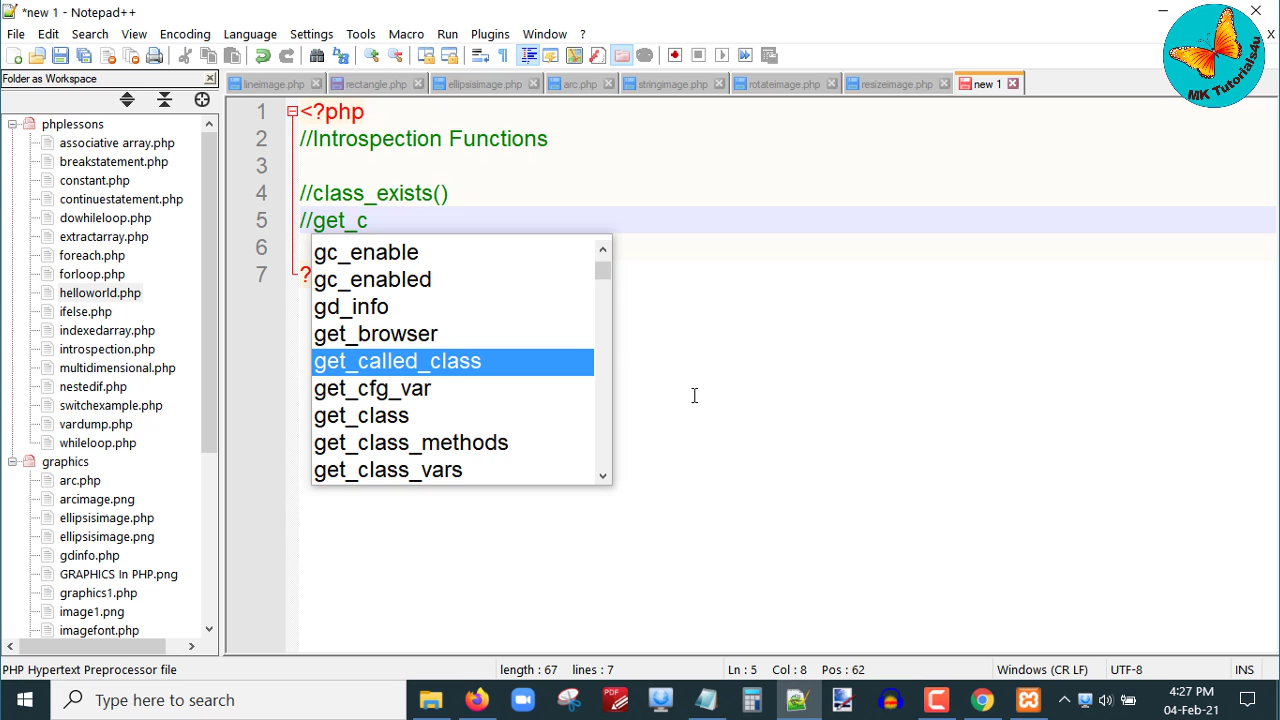 *new 1 - Notepad++
File Edit Search View Encoding Language Settings Tools Macro Run Plugins Window ?
X
MK Tutorials4u
Folder as Workspace
lineimage.php rectangle.php ellipsisimage.php arc.php stringimage.php rotateimage.php resizeimage.php new 1
phplessons
associative array.php
breakstatement.php
constant.php
continuestatement.php
dowhileloop.php
extractarray.php
foreach.php
forloop.php
helloworld.php
ifelse.php
indexedarray.php
introspection.php
multidimensional.php
nestedif.php
switchexample.php
vardump.php
whileloop.php
graphics
arc.php
arcimage.png
ellipsisimage.php
ellipsisimage.png
gdinfo.php
GRAPHICS In PHP.png
graphics1.php
image1.png
imagefont.php
1 <?php
2 //Introspection Functions
3
4 //class_exists()
5 //get_c
6
7 ?
gc_enable
gc_enabled
gd_info
get_browser
get_called_class
get_cfg_var
get_class
get_class_methods
get_class_vars
PHP Hypertext Preprocessor file length : 67 lines : 7 Ln : 5 Col : 8 Pos : 62 Windows (CR LF) UTF-8 INS
Type here to search
PDF
4:27 PM
04-Feb-21